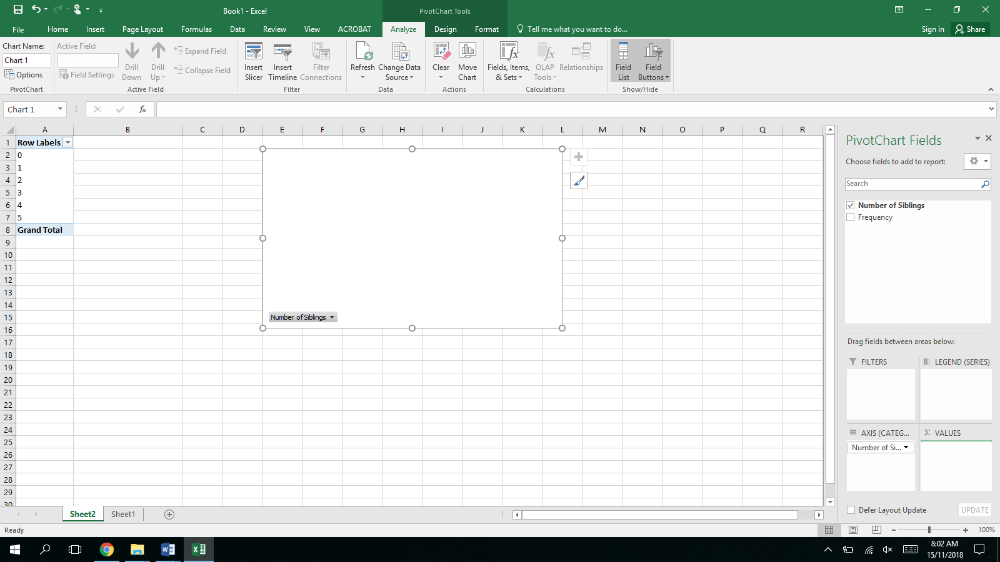 Book1 - Excel
PivotChart Tools
File Home Insert Page Layout Formulas Data Review View ACROBAT Analyze Design Format Tell me what you want to do... Sign in Share
Chart Name:
Chart 1
Options
PivotChart
Active Field:
Field Settings
Drill Down
Drill Up
Expand Field
Collapse Field
Active Field
Insert Slicer
Insert Timeline
Filter Connections
Filter
Refresh
Change Data Source
Data
Clear
Move Chart
Actions
Fields, Items, & Sets
OLAP Tools
Relationships
Calculations
Field List
Field Buttons
Show/Hide
Chart 1
fx
A B C D E F G H I J K L M N O P Q R
1 Row Labels
2 0
3 1
4 2
5 3
6 4
7 5
8 Grand Total
9
10
11
12
13
14
15
16
17
18
19
20
21
22
23
24
25
26
27
28
29
30
Number of Siblings
PivotChart Fields
Choose fields to add to report:
Search
Number of Siblings
Frequency
Drag fields between areas below:
FILTERS
LEGEND (SERIES)
AXIS (CATEG...
Σ VALUES
Number of Si...
Defer Layout Update
UPDATE
Sheet2 Sheet1
Ready
100%
8:02 AM
15/11/2018